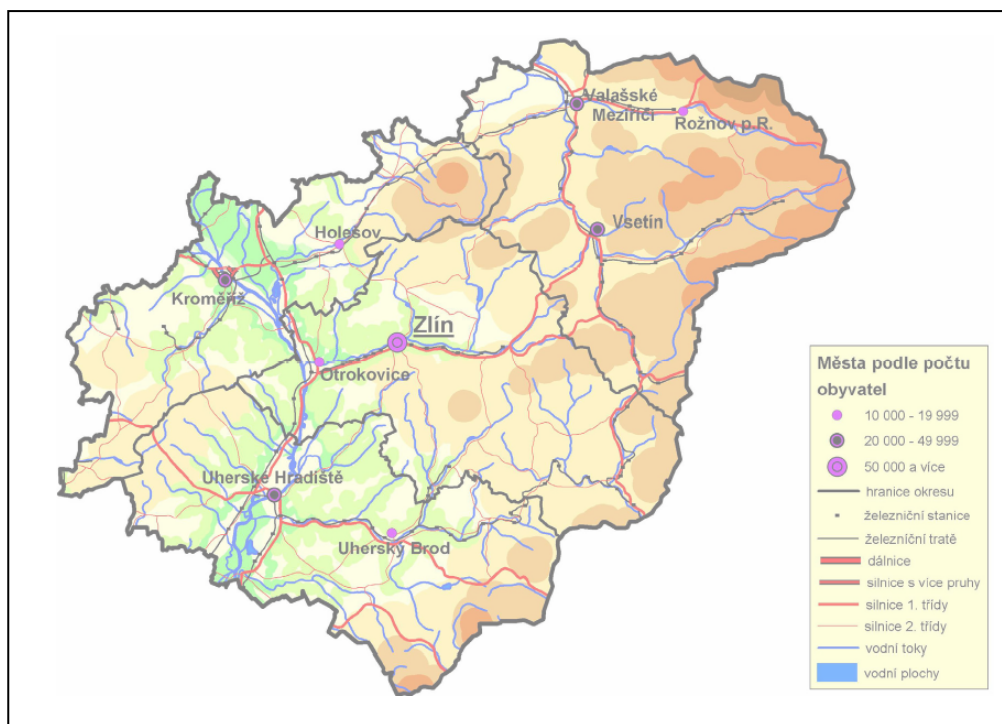 Valašské
Meziříčí
Rožnov p.R.
Vsetín
Holešov
Kroměříž
Zlín
Otrokovice
Uherské Hradiště
Uherský Brod
Města podle počtu
obyvatel
10 000 - 19 999
20 000 - 49 999
50 000 a více
hranice okresu
železniční stanice
železníční tratě
dálnice
silnice s více pruhy
silnice 1. třídy
silnice 2. třídy
vodní toky
vodní plochy